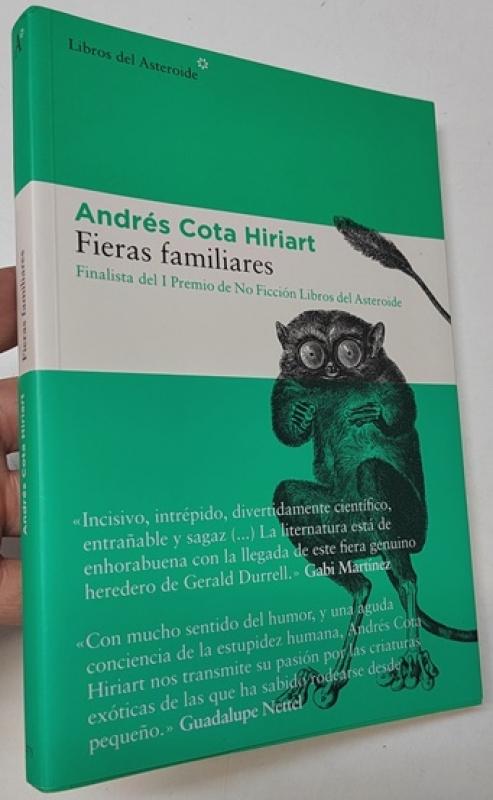 Libros del Asteroide
Andrés Cota Hiriart
Fieras familiares
Finalista del I Premio de No Ficción Libros del Asteroide
«Incisivo, intrépido, divertidamente científico,
entrañable y sagaz (...) La liternatura está de
enhorabuena con la llegada de este fiera genuino
heredero de Gerald Durrell.» Gabi Martínez
«Con mucho sentido del humor, y una aguda
conciencia de la estupidez humana, Andrés Cota
Hiriart nos transmite su pasión por las criaturas
exóticas de las que ha sabido rodearse desde
pequeño.» Guadalupe Nettel
Andrés Cota Hiriart Fieras familiares